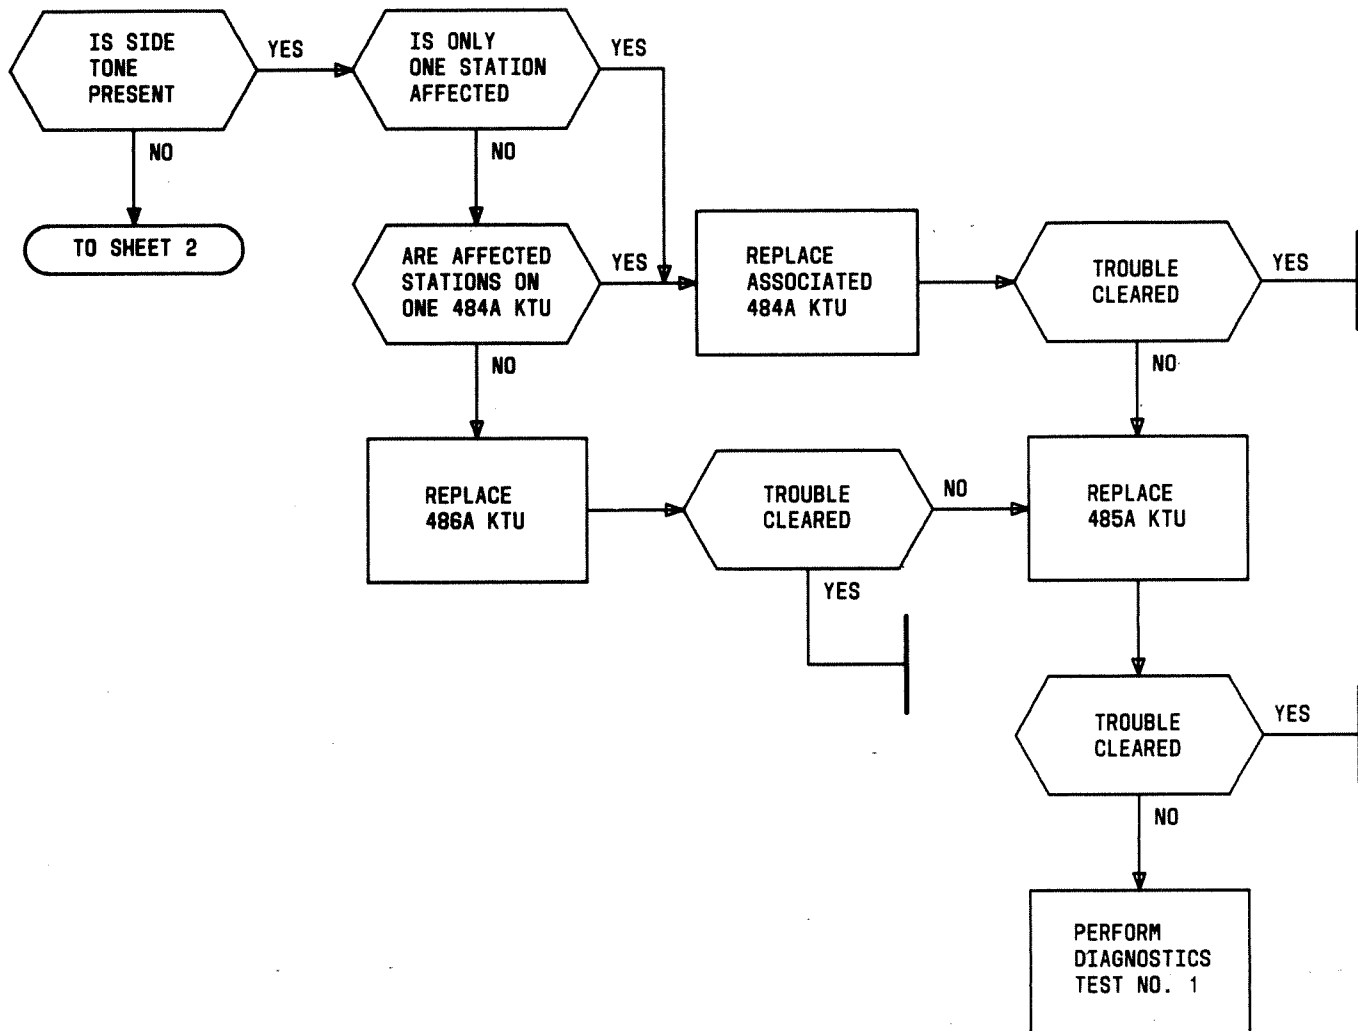 IS SIDE
TONE
PRESENT
YES
NO
TO SHEET 2
IS ONLY
ONE STATION
AFFECTED
YES
NO
ARE AFFECTED
STATIONS ON
ONE 484A KTU
YES
NO
REPLACE
ASSOCIATED
484A KTU
TROUBLE
CLEARED
YES
NO
REPLACE
486A KTU
TROUBLE
CLEARED
NO
YES
REPLACE
485A KTU
TROUBLE
CLEARED
YES
NO
PERFORM
DIAGNOSTICS
TEST NO. 1